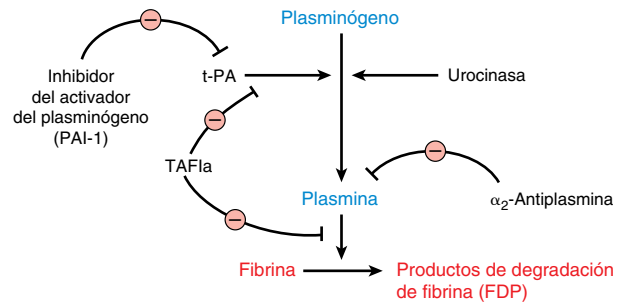 Plasminógeno
Inhibidor
del activador
del plasminógeno
(PAI-1)
t-PA
Urocinasa
TAFIa
Plasmina
α₂-Antiplasmina
Fibrina
Productos de degradación
de fibrina (FDP)